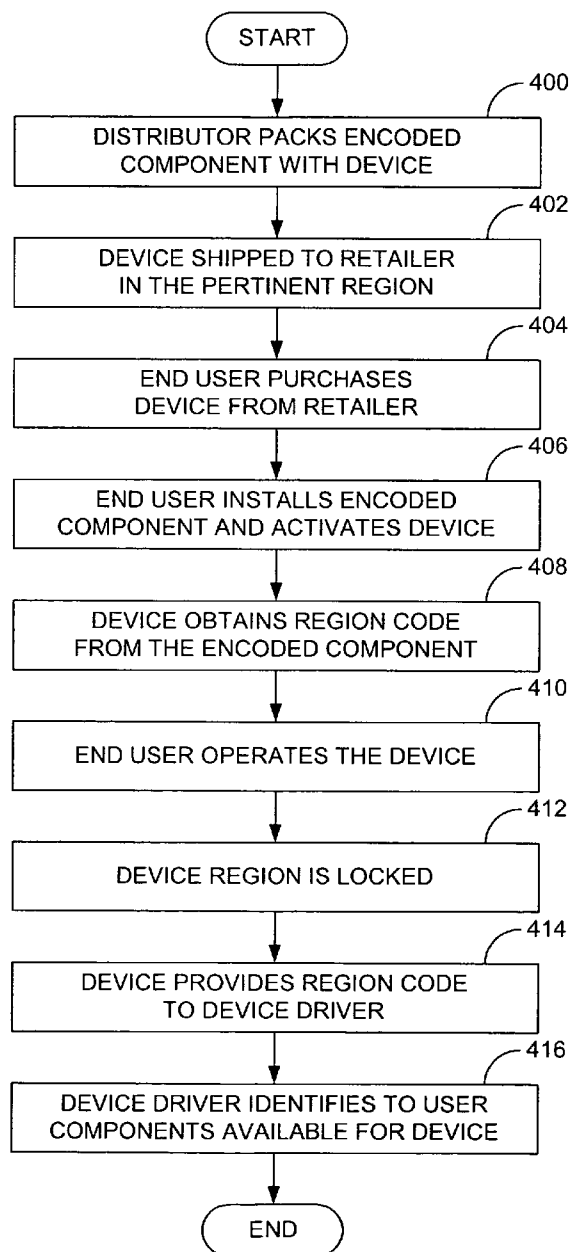 START
400
DISTRIBUTOR PACKS ENCODED
COMPONENT WITH DEVICE
402
DEVICE SHIPPED TO RETAILER
IN THE PERTINENT REGION
404
END USER PURCHASES
DEVICE FROM RETAILER
406
END USER INSTALLS ENCODED
COMPONENT AND ACTIVATES DEVICE
408
DEVICE OBTAINS REGION CODE
FROM THE ENCODED COMPONENT
410
END USER OPERATES THE DEVICE
412
DEVICE REGION IS LOCKED
414
DEVICE PROVIDES REGION CODE
TO DEVICE DRIVER
416
DEVICE DRIVER IDENTIFIES TO USER
COMPONENTS AVAILABLE FOR DEVICE
END